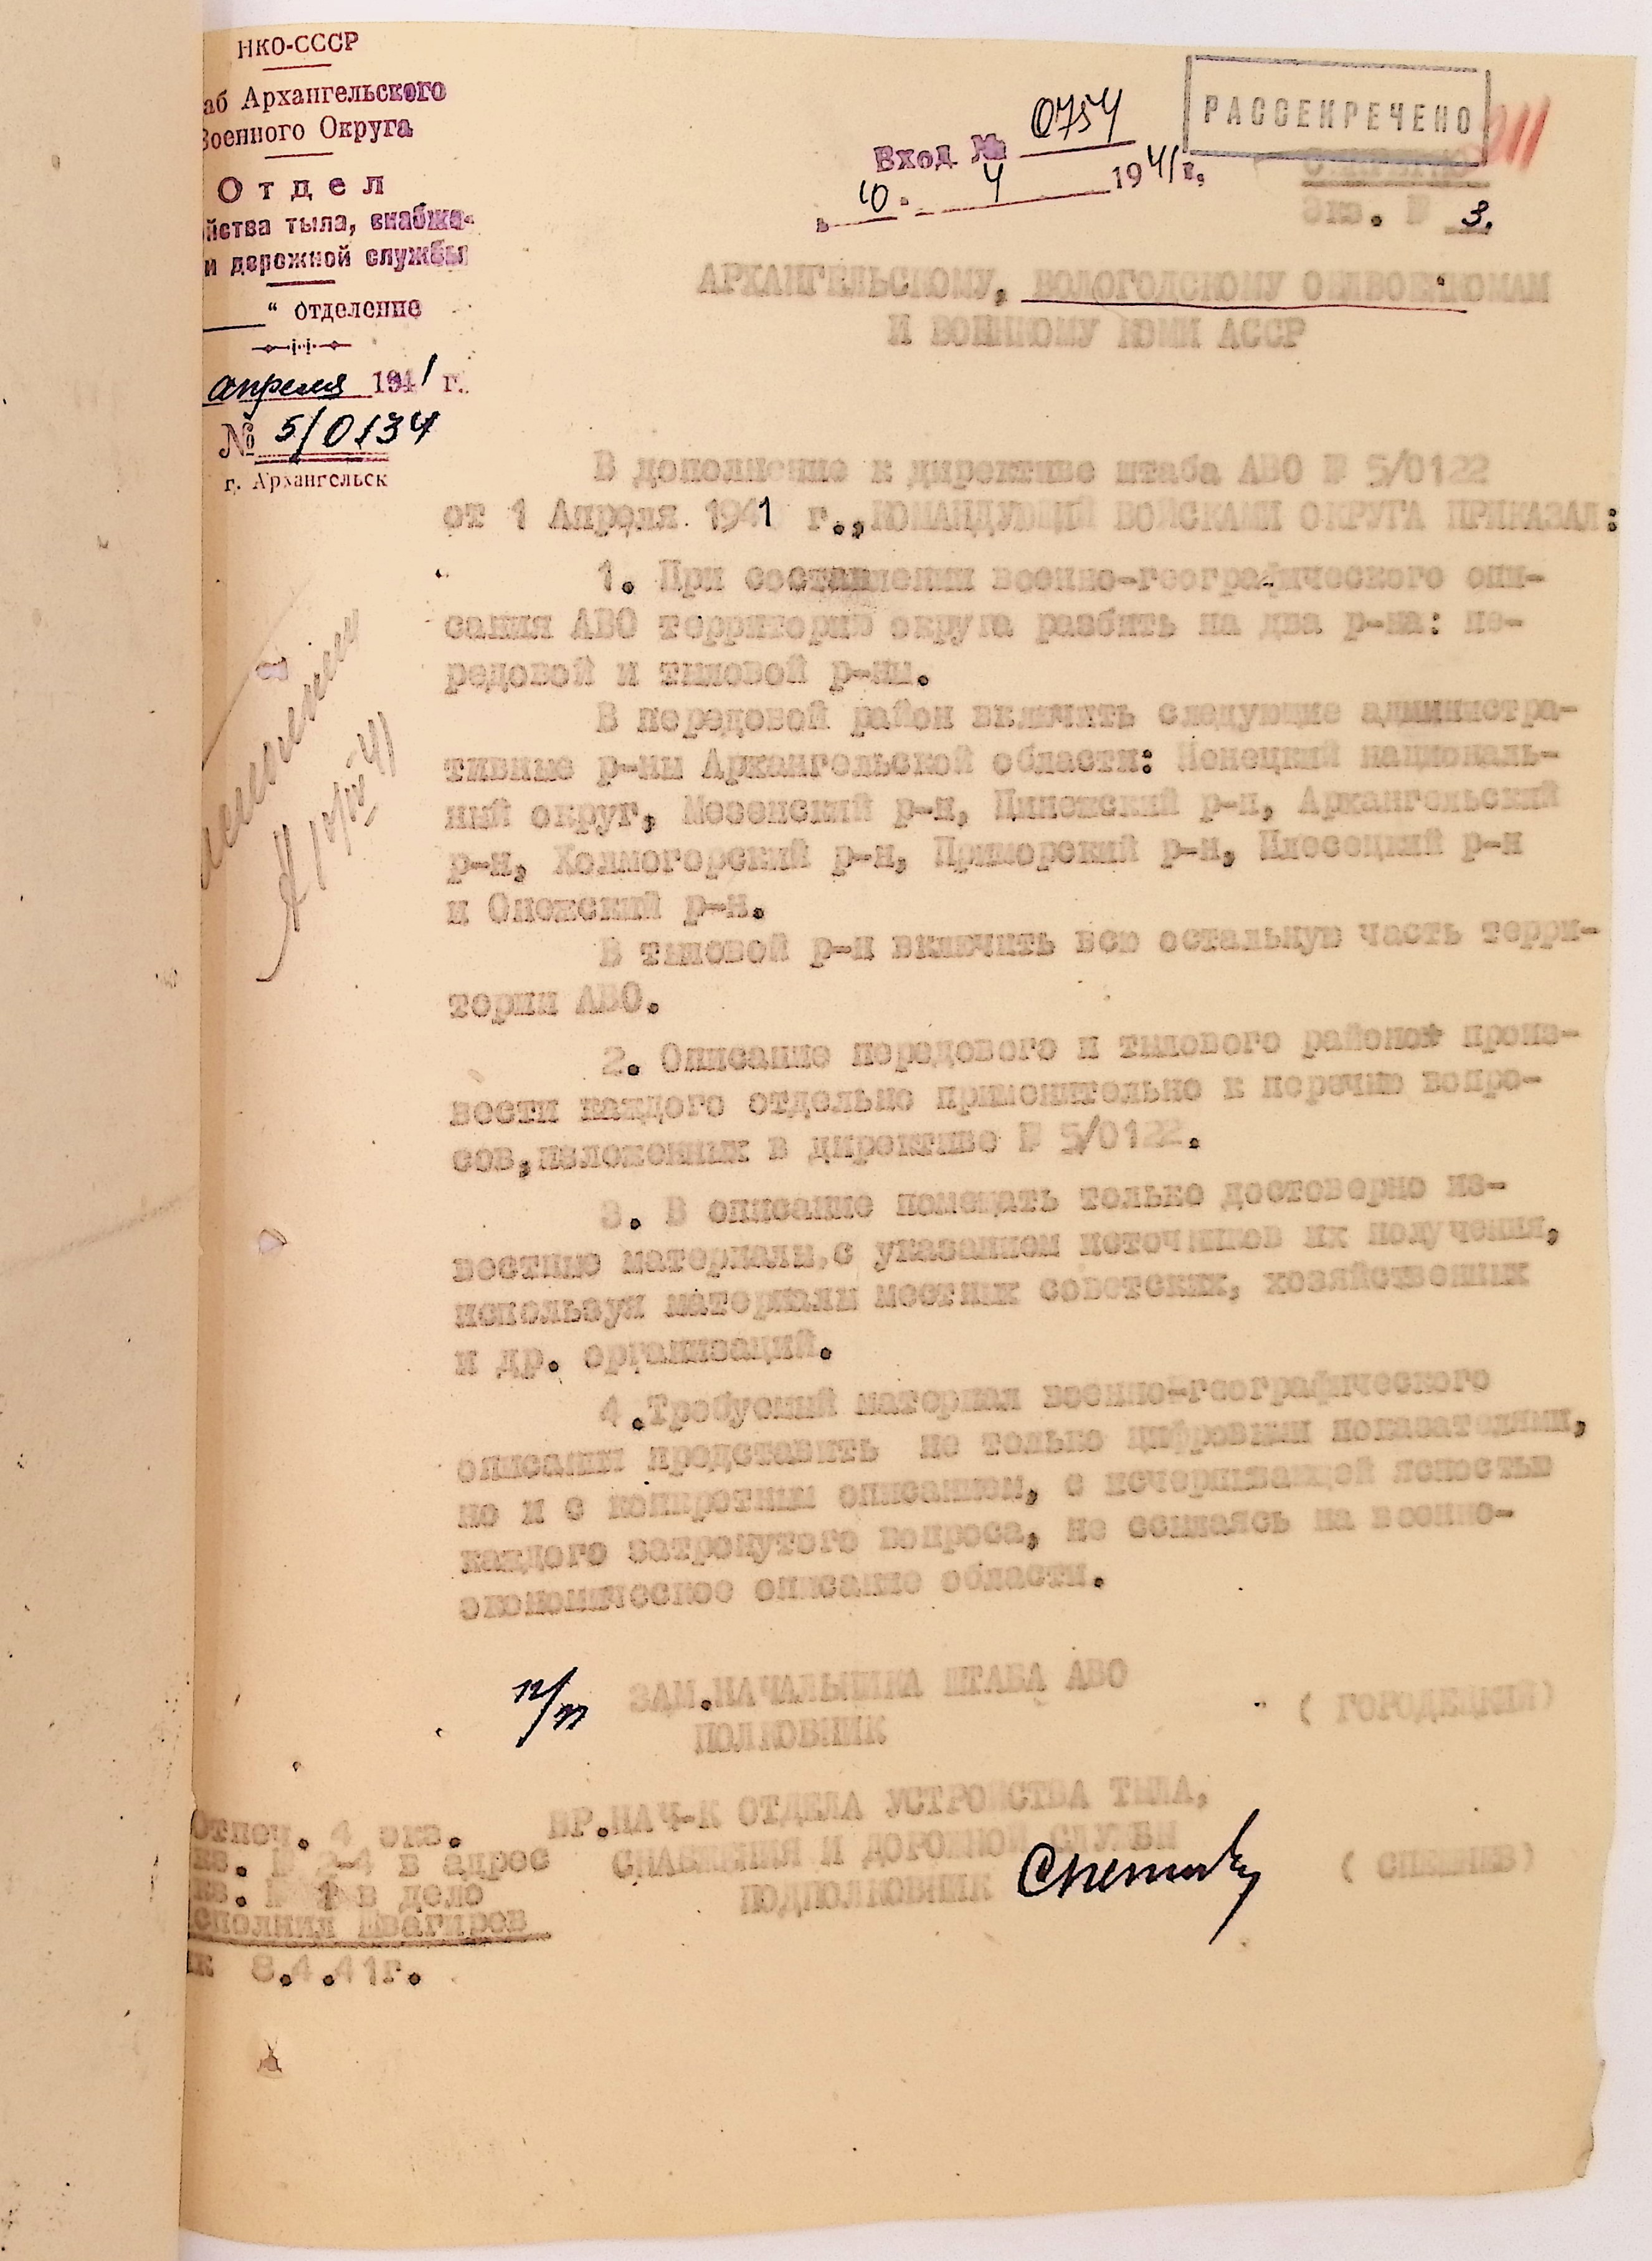 НКО-СССР
аб Архангельского
Военного Округа
Отдел
йства тыла, снабже-
и дорожной службы
“ отделение
апреля 1941 г.
№ 5/0134
г. Архангельск
Вход № 0754
10. 4 1941 г.
РАССЕКРЕЧЕНО
11
СЕКРЕТНО
Экз. № 3.
АРХАНГЕЛЬСКОМУ, ВОЛОГОДСКОМУ ОБЛВОЕНКОМАМ
И ВОЕНКОМУ КОМИ АССР
В дополнение к директиве штаба АВО № 5/0122
от 1 Апреля 1941 г., КОМАНДУЮЩИЙ ВОЙСКАМИ ОКРУГА ПРИКАЗАЛ:
1. При составлении военно-географического опи-
сания АВО территорию округа разбить на два р-на: пе-
редовой и тыловой р-ны.
В передовой район включить следующие администра-
тивные р-ны Архангельской области: Ненецкий националь-
ный округ, Мезенский р-н, Пинежский р-н, Архангельский
р-н, Холмогорский р-н, Приморский р-н, Плесецкий р-н
и Онежский р-н.
В тыловой р-н включить всю остальную часть терри-
тории АВО.
2. Описание передового и тылового районов произ-
вести каждого отдельно применительно к перечню вопро-
сов, изложенных в директиве № 5/0122.
3. В описание помещать только достоверно из-
вестные материалы, с указанием источников их получения,
используя материалы местных советских, хозяйственных
и др. организаций.
4. Требуемый материал военно-географического
описания представить не только цифровыми показателями,
но и с конкретным описанием, с исчерпывающей ясностью
каждого затронутого вопроса, не ссылаясь на военно-
экономическое описание области.
ЗАМ. НАЧАЛЬНИКА ШТАБА АВО
ПОЛКОВНИК ( ГОРОДЕЦКИЙ)
ВР. НАЧ-К ОТДЕЛА УСТРОЙСТВА ТЫЛА,
СНАБЖЕНИЯ И ДОРОЖНОЙ СЛУЖБЫ
ПОДПОЛКОВНИК ( СПЕШНЕВ)
Отпеч. 4 экз.
кз. № 2-4 в адрес
кз. № 1 в дело
сполнил Швагиров
8.4.41г.